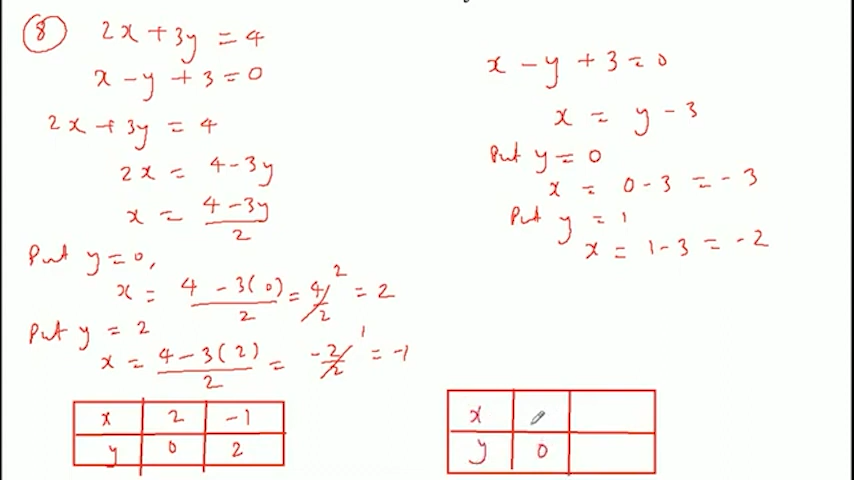 ⑧ 2x + 3y = 4
x - y + 3 = 0
2x + 3y = 4
2x = 4 - 3y
x = (4 - 3y)/2
Put y = 0,
x = (4 - 3(0))/2 = 4/2 2 = 2
Put y = 2
x = (4 - 3(2))/2 = -2/2 1 = -1
x 2 -1
y 0 2
x - y + 3 = 0
x = y - 3
Put y = 0
x = 0 - 3 = -3
Put y = 1
x = 1 - 3 = -2
x
y 0